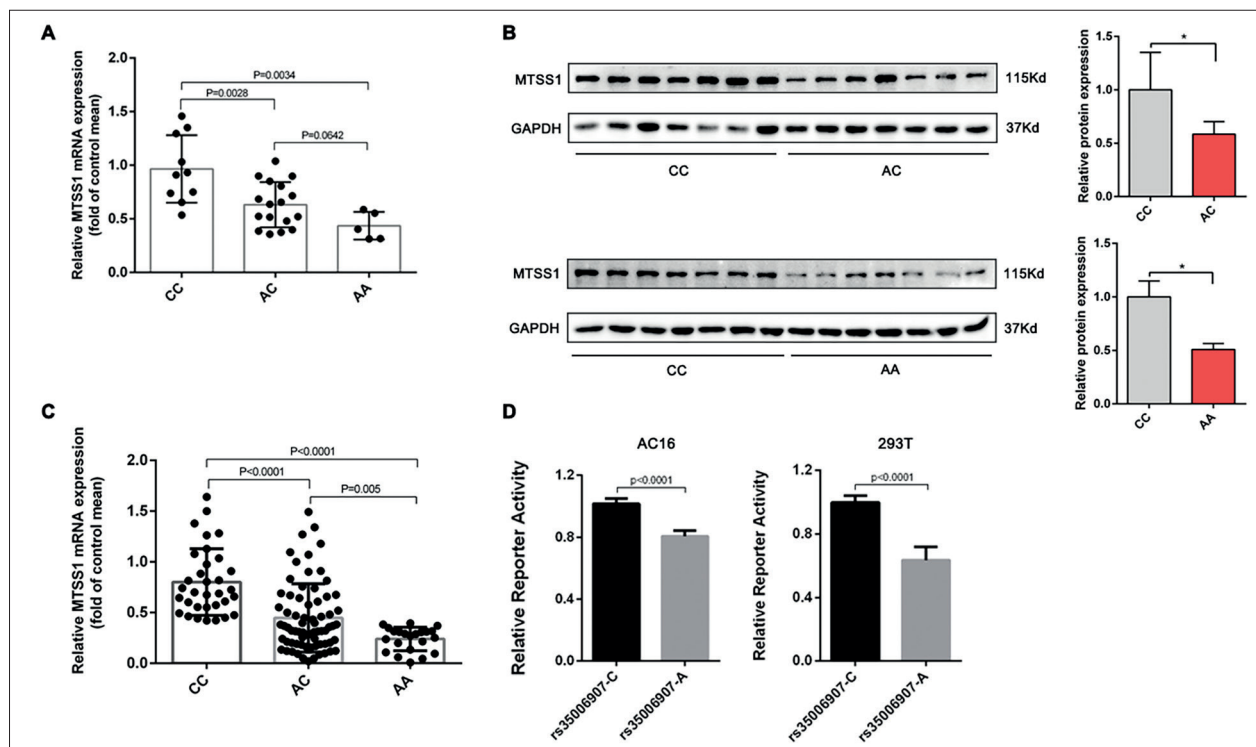 A
Relative MTSS1 mRNA expression
(fold of control mean)
2.0
1.5
1.0
0.5
0.0
P=0.0034
P=0.0028
P=0.0642
CC
AC
AA
B
MTSS1
115Kd
GAPDH
37Kd
CC
AC
MTSS1
115Kd
GAPDH
37Kd
CC
AA
Relative protein expression
1.5
1.0
0.5
0.0
*
CC
AC
Relative protein expression
1.5
1.0
0.5
0.0
*
CC
AA
C
Relative MTSS1 mRNA expression
(fold of control mean)
2.0
1.5
1.0
0.5
0.0
P<0.0001
P<0.0001
P=0.005
CC
AC
AA
D
AC16
Relative Reporter Activity
1.2
0.8
0.4
0.0
p<0.0001
rs35006907-C
rs35006907-A
293T
Relative Reporter Activity
1.2
0.8
0.4
0.0
p<0.0001
rs35006907-C
rs35006907-A